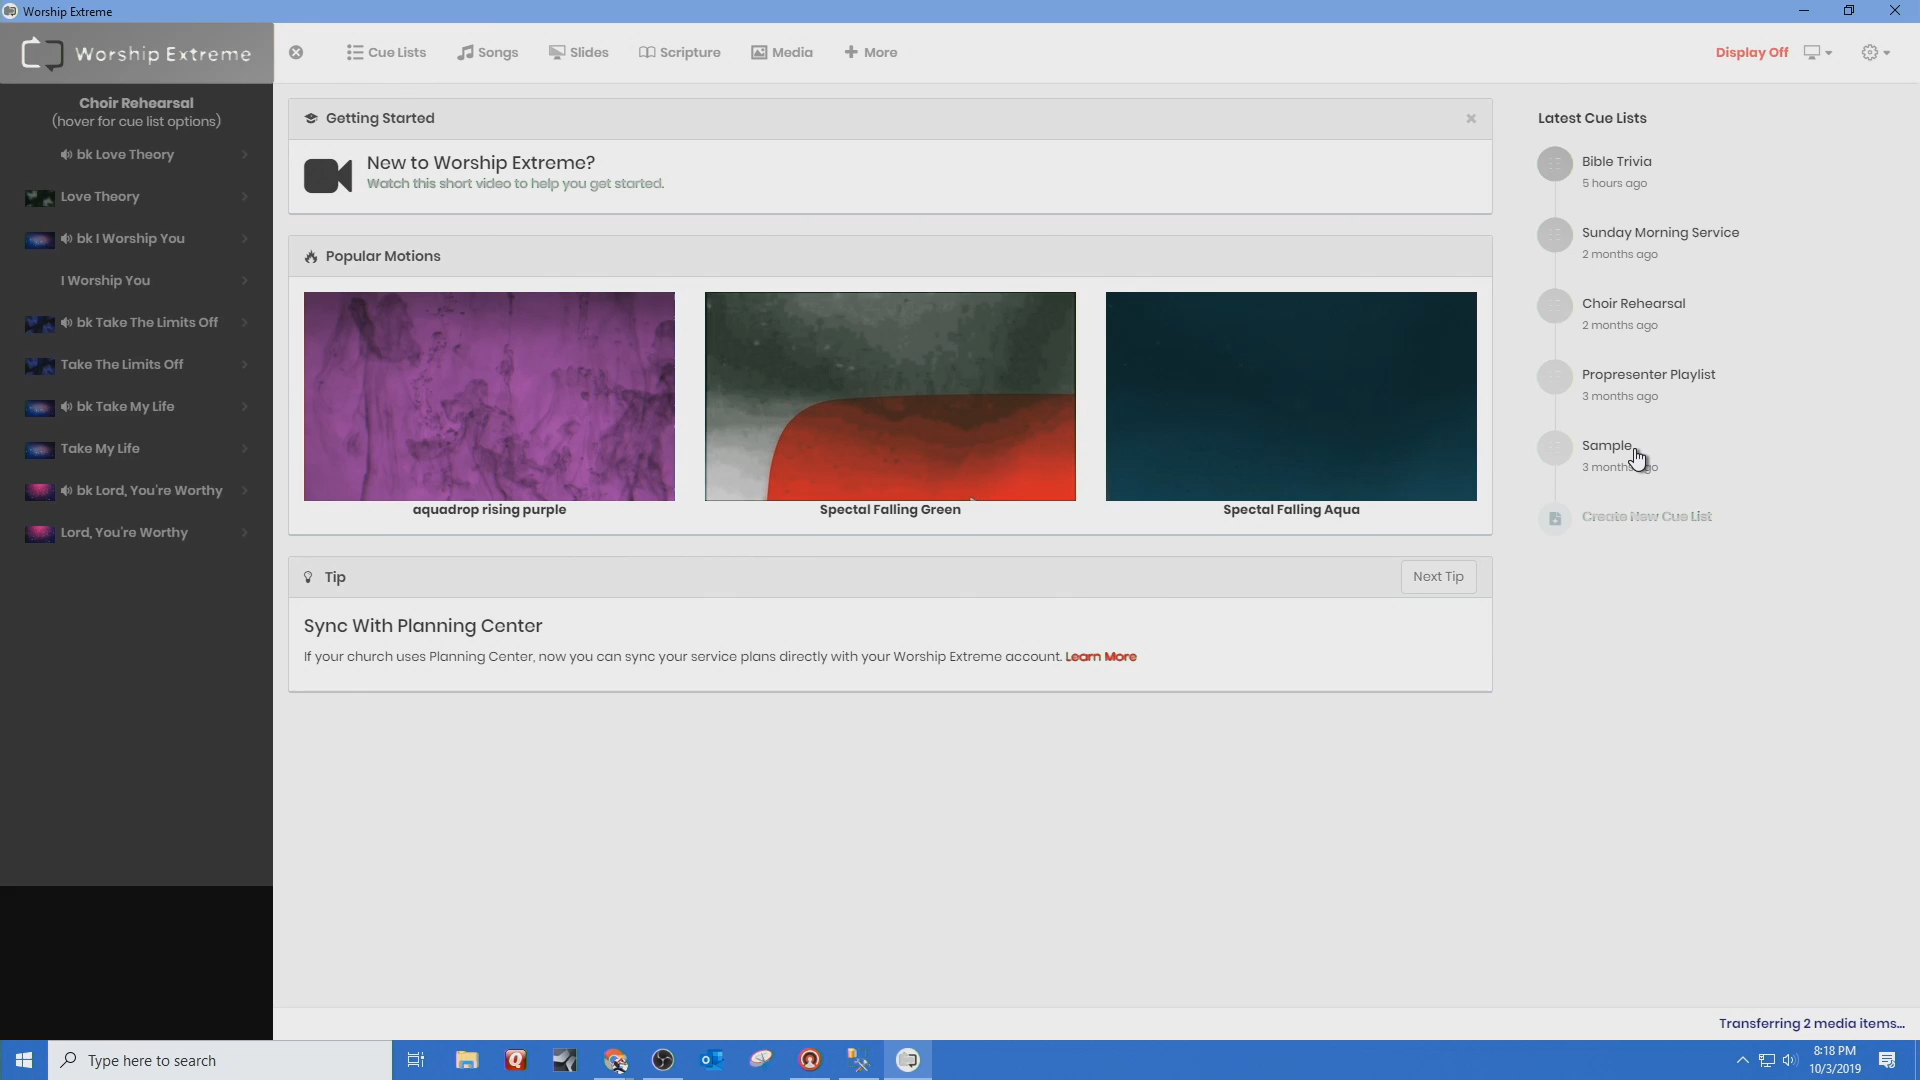 Worship Extreme
Worship Extreme
Cue Lists
Songs
Slides
Scripture
Media
More
Display Off
Choir Rehearsal
(hover for cue list options)
bk Love Theory
Love Theory
bk I Worship You
I Worship You
bk Take The Limits Off
Take The Limits Off
bk Take My Life
Take My Life
bk Lord, You're Worthy
Lord, You're Worthy
Getting Started
New to Worship Extreme?
Watch this short video to help you get started.
Popular Motions
aquadrop rising purple
Spectal Falling Green
Spectal Falling Aqua
Tip
Next Tip
Sync With Planning Center
If your church uses Planning Center, now you can sync your service plans directly with your Worship Extreme account. Learn More
Latest Cue Lists
Bible Trivia
5 hours ago
Sunday Morning Service
2 months ago
Choir Rehearsal
2 months ago
Propresenter Playlist
3 months ago
Sample
3 months ago
Create New Cue List
Transferring 2 media items...
Type here to search
8:18 PM
10/3/2019